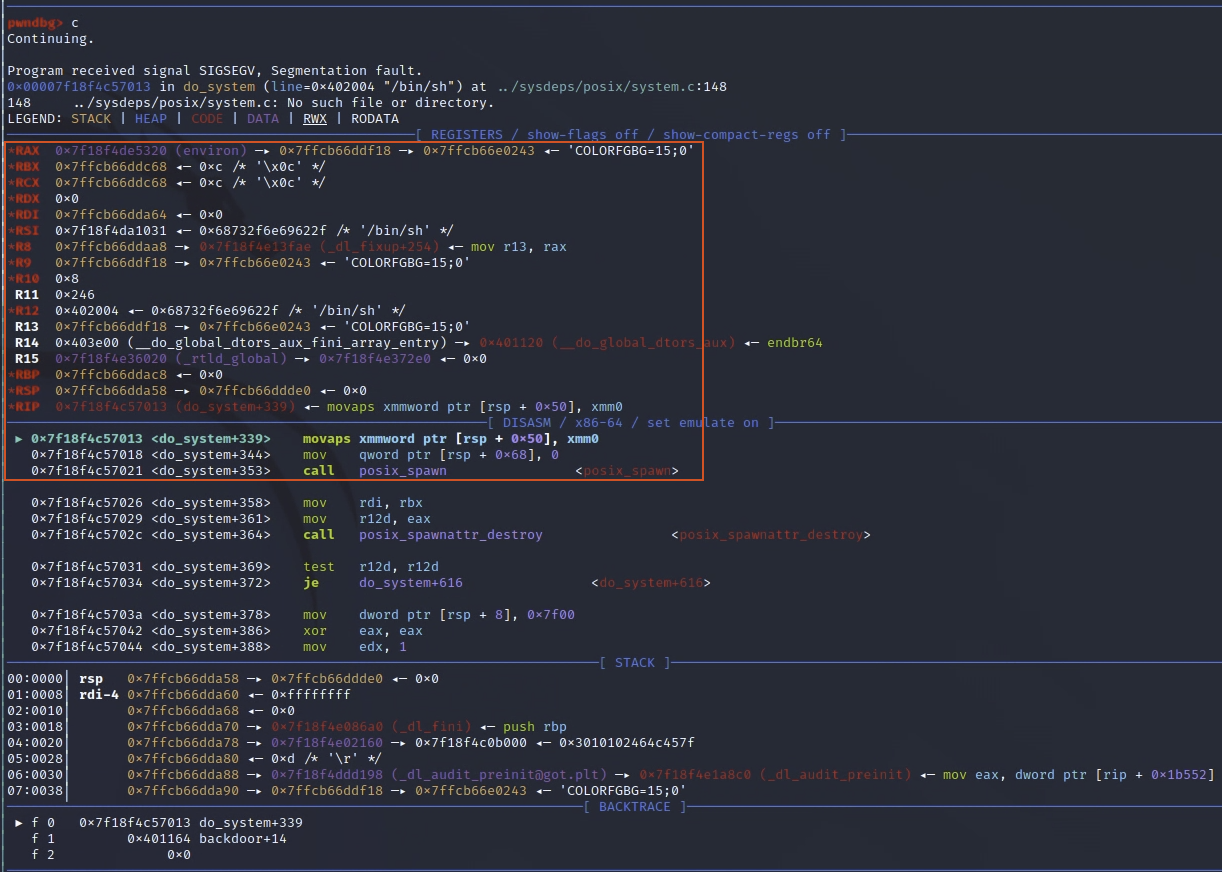 pwndbg> c
Continuing.
Program received signal SIGSEGV, Segmentation fault.
0×00007f18f4c57013 in do_system (line=0×402004 "/bin/sh") at ../sysdeps/posix/system.c:148
148     ../sysdeps/posix/system.c: No such file or directory.
LEGEND: STACK | HEAP | CODE | DATA | RWX | RODATA
[ REGISTERS / show-flags off / show-compact-regs off ]
*RAX  0×7f18f4de5320 (environ) —▸ 0×7ffcb66ddf18 —▸ 0×7ffcb66e0243 ◂— 'COLORFGBG=15;0'
*RBX  0×7ffcb66ddc68 ◂— 0×c /* '\x0c' */
*RCX  0×7ffcb66ddc68 ◂— 0×c /* '\x0c' */
*RDX  0×0
*RDI  0×7ffcb66dda64 ◂— 0×0
*RSI  0×7f18f4da1031 ◂— 0×68732f6e69622f /* '/bin/sh' */
*R8   0×7ffcb66ddaa8 —▸ 0×7f18f4e13fae (_dl_fixup+254) ◂— mov r13, rax
*R9   0×7ffcb66ddf18 —▸ 0×7ffcb66e0243 ◂— 'COLORFGBG=15;0'
*R10  0×8
R11  0×246
*R12  0×402004 ◂— 0×68732f6e69622f /* '/bin/sh' */
R13  0×7ffcb66ddf18 —▸ 0×7ffcb66e0243 ◂— 'COLORFGBG=15;0'
R14  0×403e00 (__do_global_dtors_aux_fini_array_entry) —▸ 0×401120 (__do_global_dtors_aux) ◂— endbr64
R15  0×7f18f4e36020 (_rtld_global) —▸ 0×7f18f4e372e0 ◂— 0×0
*RBP  0×7ffcb66ddac8 ◂— 0×0
*RSP  0×7ffcb66dda58 —▸ 0×7ffcb66ddde0 ◂— 0×0
*RIP  0×7f18f4c57013 (do_system+339) ◂— movaps xmmword ptr [rsp + 0×50], xmm0
[ DISASM / x86-64 / set emulate on ]
▸ 0×7f18f4c57013 <do_system+339>    movaps xmmword ptr [rsp + 0×50], xmm0
0×7f18f4c57018 <do_system+344>    mov    qword ptr [rsp + 0×68], 0
0×7f18f4c57021 <do_system+353>    call   posix_spawn                <posix_spawn>
0×7f18f4c57026 <do_system+358>    mov    rdi, rbx
0×7f18f4c57029 <do_system+361>    mov    r12d, eax
0×7f18f4c5702c <do_system+364>    call   posix_spawnattr_destroy                <posix_spawnattr_destroy>
0×7f18f4c57031 <do_system+369>    test   r12d, r12d
0×7f18f4c57034 <do_system+372>    je     do_system+616                <do_system+616>
0×7f18f4c5703a <do_system+378>    mov    dword ptr [rsp + 8], 0×7f00
0×7f18f4c57042 <do_system+386>    xor    eax, eax
0×7f18f4c57044 <do_system+388>    mov    edx, 1
[ STACK ]
00:0000│ rsp   0×7ffcb66dda58 —▸ 0×7ffcb66ddde0 ◂— 0×0
01:0008│ rdi-4 0×7ffcb66dda60 ◂— 0×ffffffff
02:0010│       0×7ffcb66dda68 ◂— 0×0
03:0018│       0×7ffcb66dda70 —▸ 0×7f18f4e086a0 (_dl_fini) ◂— push rbp
04:0020│       0×7ffcb66dda78 —▸ 0×7f18f4e02160 —▸ 0×7f18f4c0b000 ◂— 0×3010102464c457f
05:0028│       0×7ffcb66dda80 ◂— 0×d /* '\r' */
06:0030│       0×7ffcb66dda88 —▸ 0×7f18f4ddd198 (_dl_audit_preinit@got.plt) —▸ 0×7f18f4e1a8c0 (_dl_audit_preinit) ◂— mov eax, dword ptr [rip + 0×1b552]
07:0038│       0×7ffcb66dda90 —▸ 0×7ffcb66ddf18 —▸ 0×7ffcb66e0243 ◂— 'COLORFGBG=15;0'
[ BACKTRACE ]
▸ f 0   0×7f18f4c57013 do_system+339
f 1         0×401164 backdoor+14
f 2              0×0